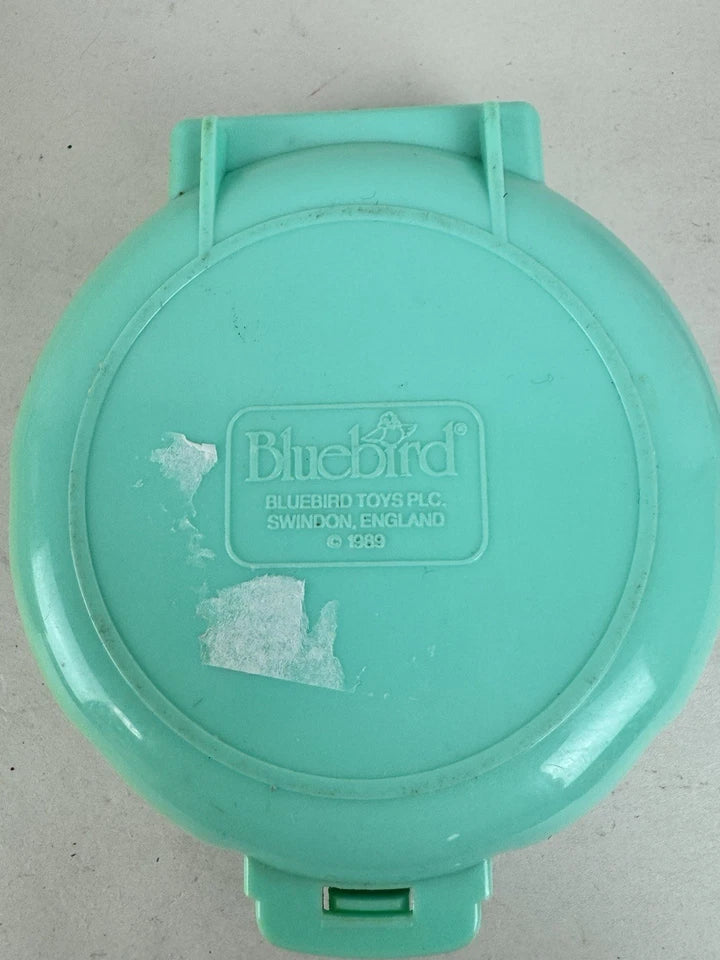 Bluebird®
BLUEBIRD TOYS PLC.
SWINDON, ENGLAND
© 1989